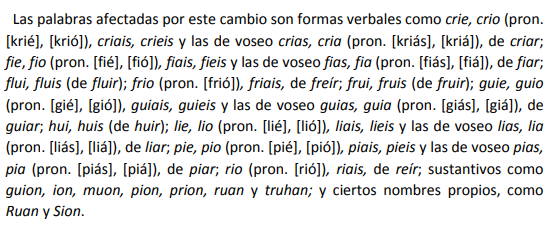 Las palabras afectadas por este cambio son formas verbales como crie, crio (pron.
[krié], [krió]), criais, crieis y las de voseo crias, cria (pron. [kriás], [kriá]), de criar;
fie, fio (pron. [fié], [fió]), fiais, fieis y las de voseo fias, fia (pron. [fiás], [fiá]), de fiar;
flui, fluis (de fluir); frio (pron. [frió]), friais, de freír; frui, fruis (de fruir); guie, guio
(pron. [gié], [gió]), guiais, guieis y las de voseo guias, guia (pron. [giás], [giá]), de
guiar; hui, huis (de huir); lie, lio (pron. [lié], [lió]), liais, lieis y las de voseo lias, lia
(pron. [liás], [liá]), de liar; pie, pio (pron. [pié], [pió]), piais, pieis y las de voseo pias,
pia (pron. [piás], [piá]), de piar; rio (pron. [rió]), riais, de reír; sustantivos como
guion, ion, muon, pion, prion, ruan y truhan; y ciertos nombres propios, como
Ruan y Sion.